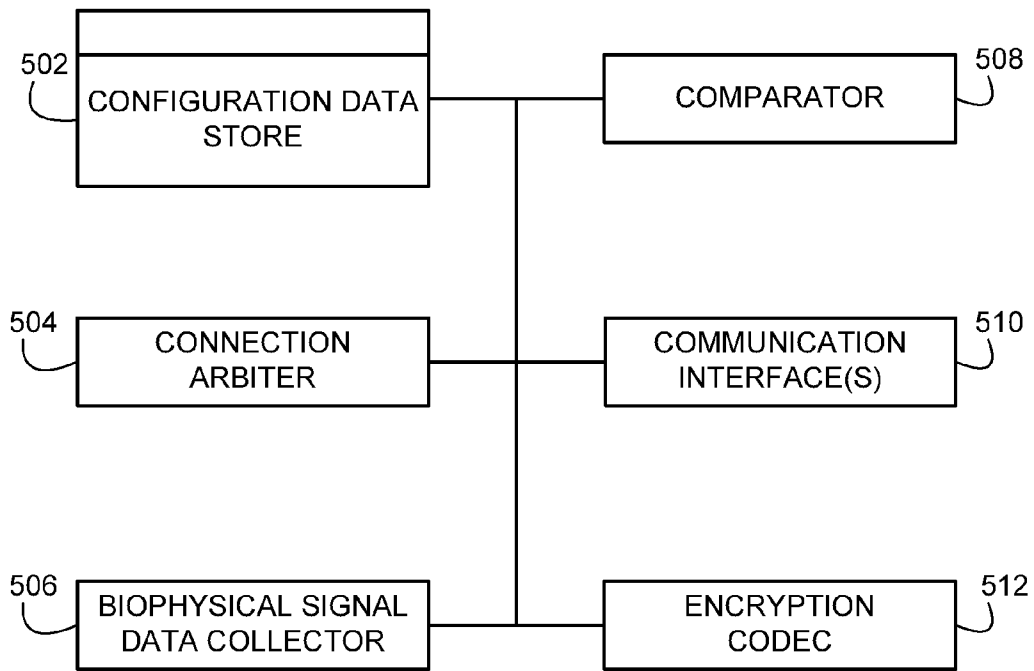 502
CONFIGURATION DATA
STORE
508
COMPARATOR
504
CONNECTION
ARBITER
510
COMMUNICATION
INTERFACE(S)
506
BIOPHYSICAL SIGNAL
DATA COLLECTOR
512
ENCRYPTION
CODEC